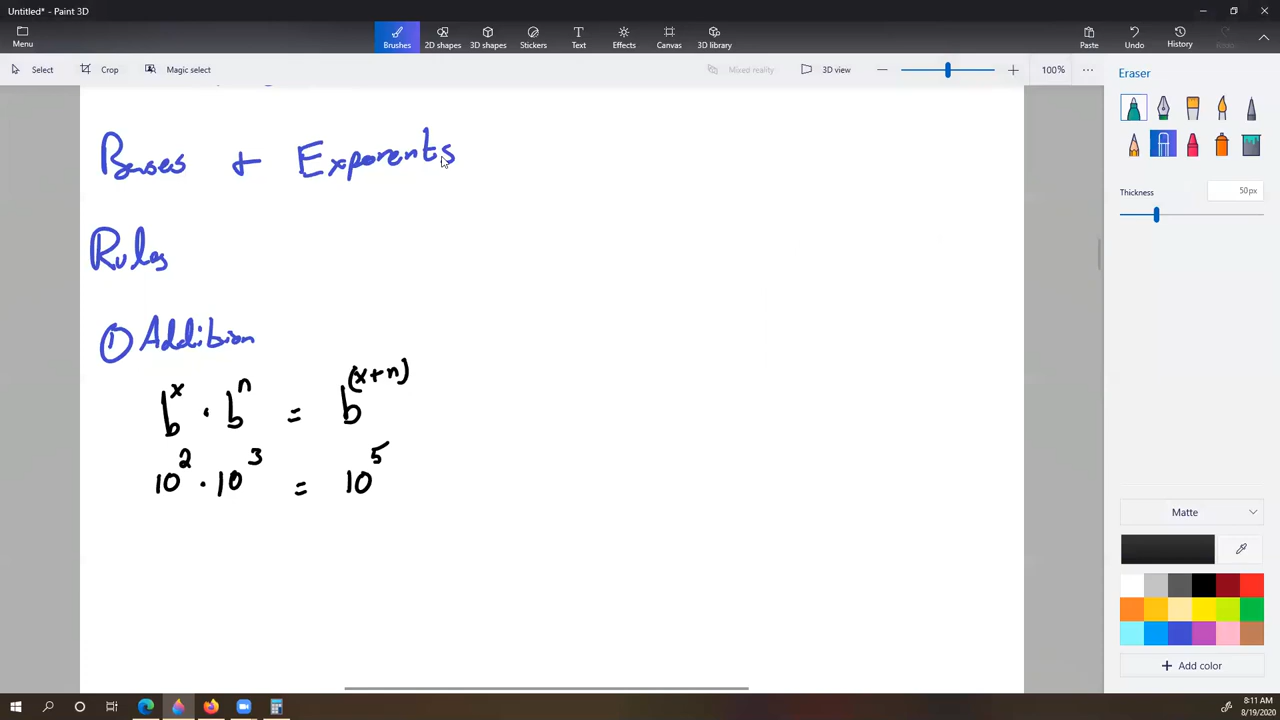 Untitled* - Paint 3D
Menu
Brushes 2D shapes 3D shapes Stickers Text Effects Canvas 3D library Paste Undo History Redo
Select Crop Magic select Mixed reality 3D view 100%
Eraser
Thickness 50px
Bases + Exponents
Rules
① Addition
b^x · b^n = b^(x+n)
10^2 · 10^3 = 10^5
Matte
Add color
8:11 AM
8/19/2020